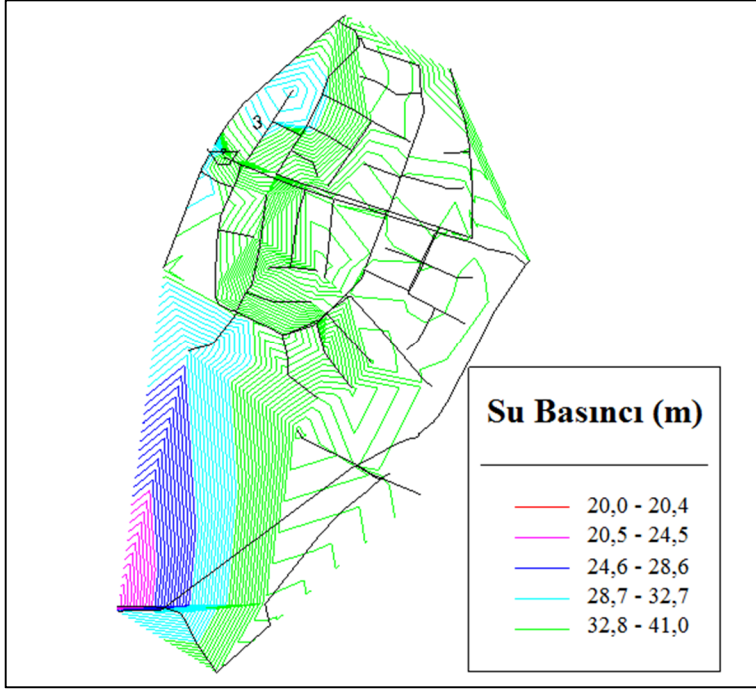 3
Su Basıncı (m)
20,0 - 20,4
20,5 - 24,5
24,6 - 28,6
28,7 - 32,7
32,8 - 41,0